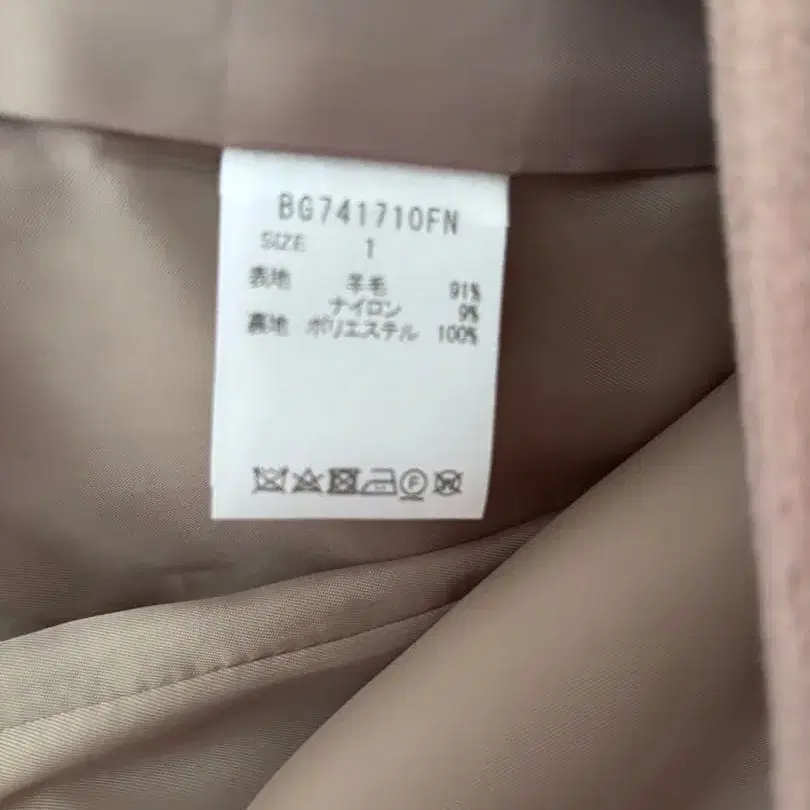 BG741710FN
SIZE 1
表地 羊毛 91%
ナイロン 9%
裏地 ポリエステル 100%